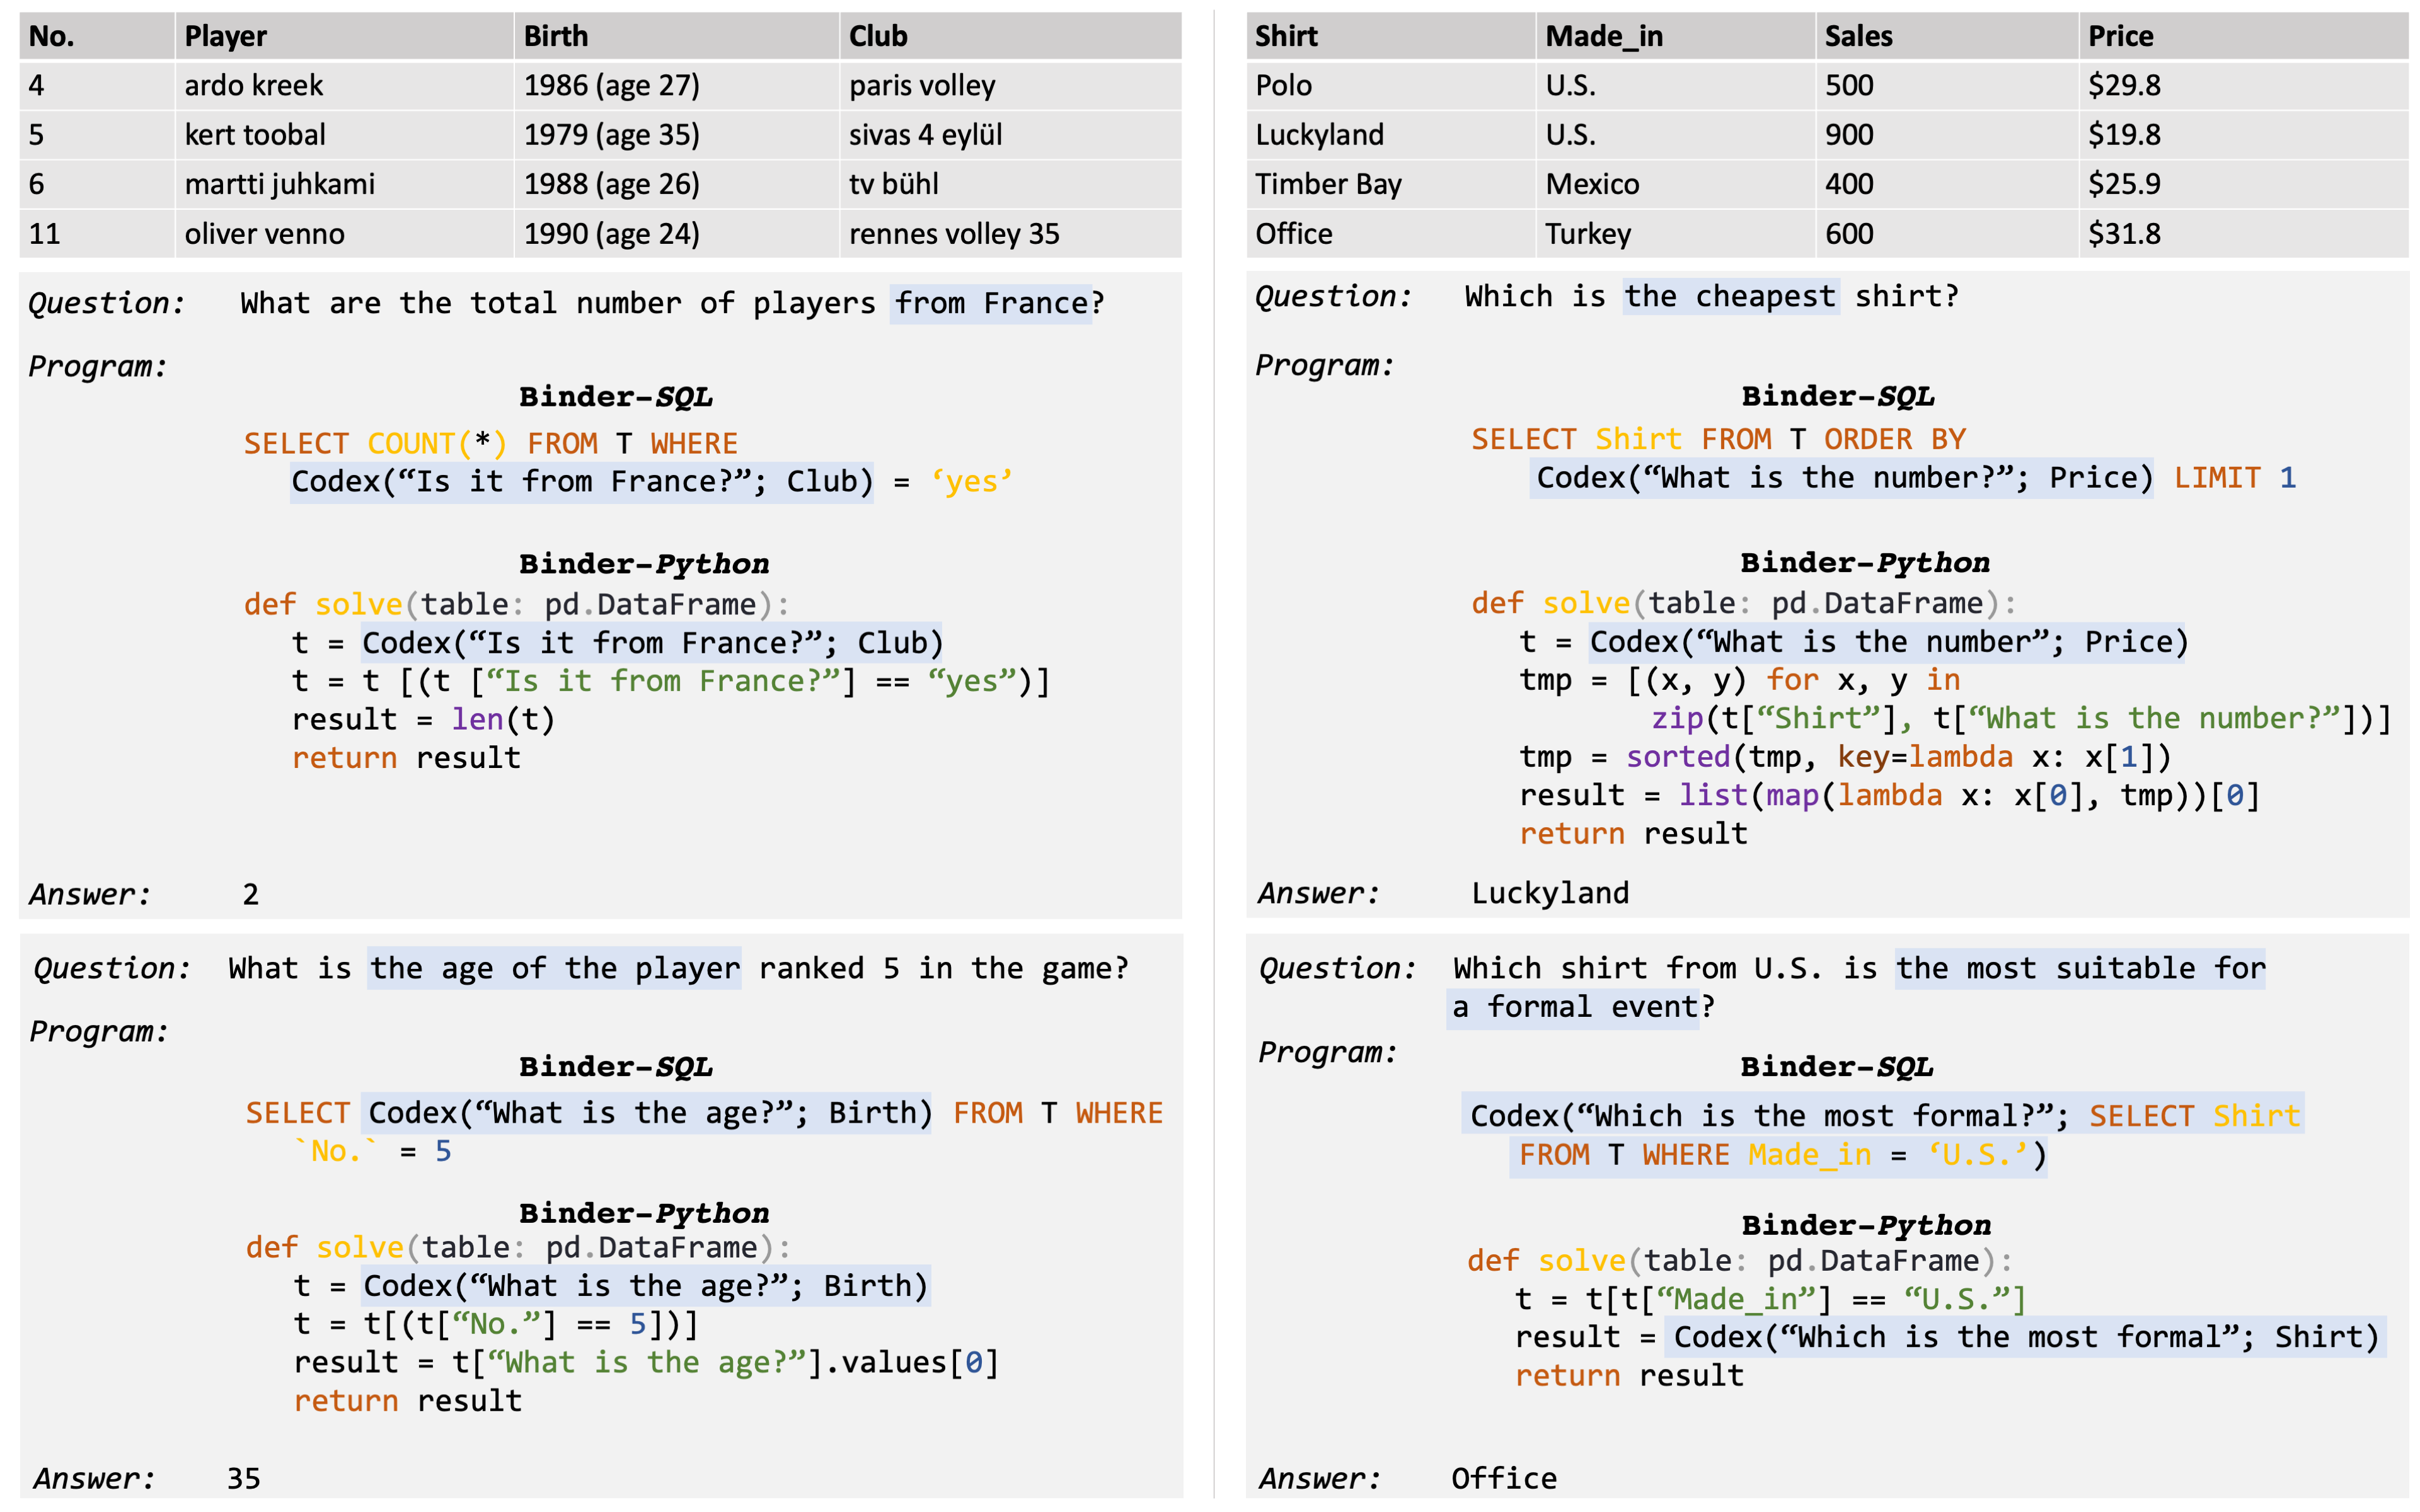 No. Player Birth Club
4 ardo kreek 1986 (age 27) paris volley
5 kert toobal 1979 (age 35) sivas 4 eylül
6 martti juhkami 1988 (age 26) tv bühl
11 oliver venno 1990 (age 24) rennes volley 35
Question: What are the total number of players from France?
Program:
Binder-SQL
SELECT COUNT(*) FROM T WHERE
Codex(“Is it from France?”; Club) = ‘yes’
Binder-Python
def solve(table: pd.DataFrame):
t = Codex(“Is it from France?”; Club)
t = t [(t [“Is it from France?”] == “yes”)]
result = len(t)
return result
Answer: 2
Question: What is the age of the player ranked 5 in the game?
Program:
Binder-SQL
SELECT Codex(“What is the age?”; Birth) FROM T WHERE
`No.` = 5
Binder-Python
def solve(table: pd.DataFrame):
t = Codex(“What is the age?”; Birth)
t = t[(t[“No.”] == 5])]
result = t[“What is the age?”].values[0]
return result
Answer: 35
Shirt Made_in Sales Price
Polo U.S. 500 $29.8
Luckyland U.S. 900 $19.8
Timber Bay Mexico 400 $25.9
Office Turkey 600 $31.8
Question: Which is the cheapest shirt?
Program:
Binder-SQL
SELECT Shirt FROM T ORDER BY
Codex(“What is the number?”; Price) LIMIT 1
Binder-Python
def solve(table: pd.DataFrame):
t = Codex(“What is the number”; Price)
tmp = [(x, y) for x, y in
zip(t[“Shirt”], t[“What is the number?”])]
tmp = sorted(tmp, key=lambda x: x[1])
result = list(map(lambda x: x[0], tmp))[0]
return result
Answer: Luckyland
Question: Which shirt from U.S. is the most suitable for
a formal event?
Program:
Binder-SQL
Codex(“Which is the most formal?”; SELECT Shirt
FROM T WHERE Made_in = ‘U.S.’)
Binder-Python
def solve(table: pd.DataFrame):
t = t[t[“Made_in”] == “U.S.”]
result = Codex(“Which is the most formal”; Shirt)
return result
Answer: Office